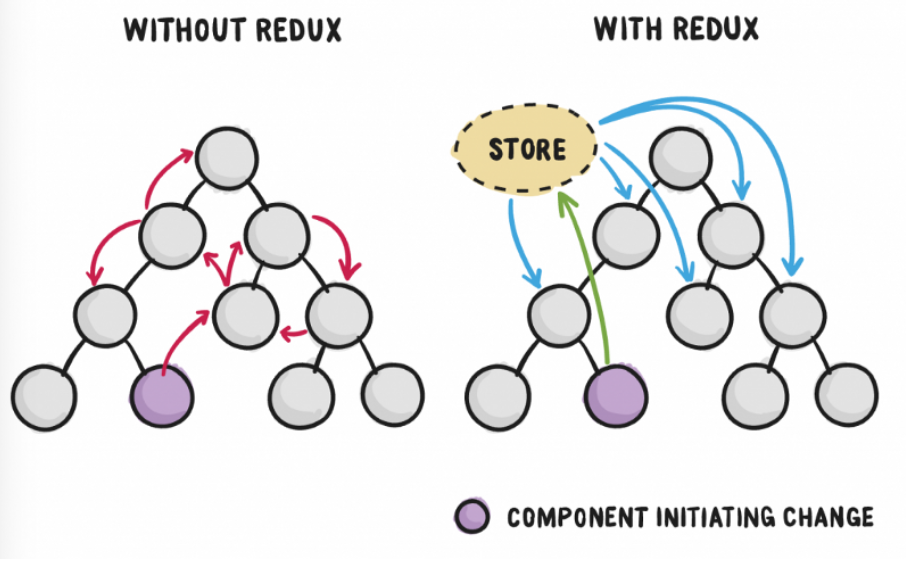 WITHOUT REDUX
WITH REDUX
STORE
COMPONENT INITIATING CHANGE